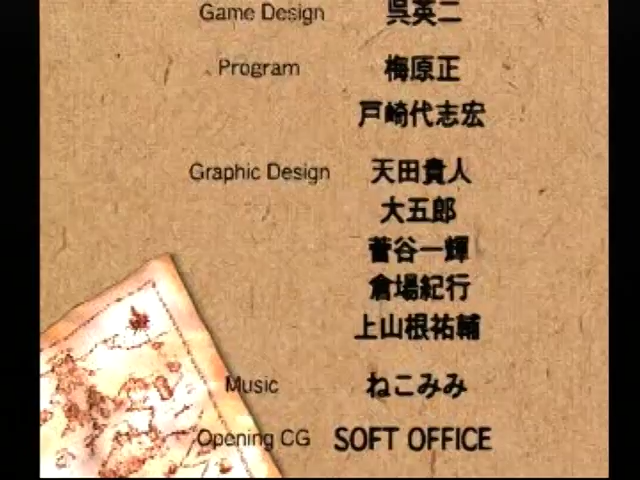 Game Design 呉英二
Program 梅原正
戸崎代志宏
Graphic Design 天田貴人
大五郎
菅谷一輝
倉場紀行
上山根祐輔
Music ねこみみ
Opening CG SOFT OFFICE